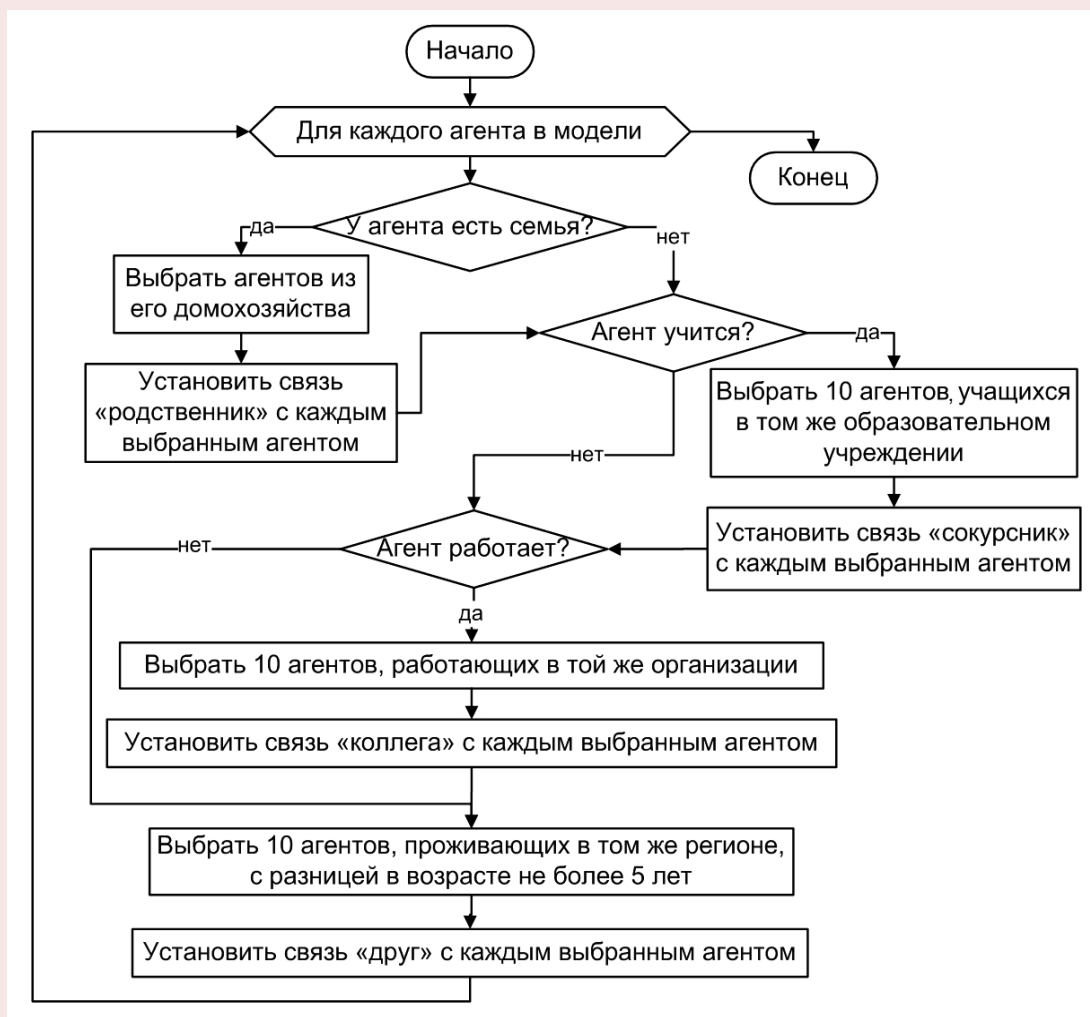 Начало
Для каждого агента в модели
Конец
У агента есть семья?
да
нет
Выбрать агентов из
его домохозяйства
Агент учится?
да
Установить связь
«родственник» с каждым
выбранным агентом
Выбрать 10 агентов, учащихся
в том же образовательном
учреждении
нет
Установить связь «сокурсник»
с каждым выбранным агентом
Агент работает?
нет
да
Выбрать 10 агентов, работающих в той же организации
Установить связь «коллега» с каждым выбранным агентом
Выбрать 10 агентов, проживающих в том же регионе,
с разницей в возрасте не более 5 лет
Установить связь «друг» с каждым выбранным агентом